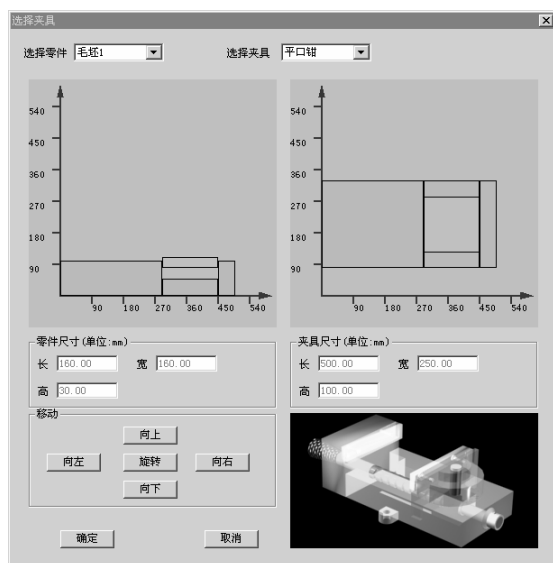 选择夹具
选择零件 毛坯1 选择夹具 平口钳
540
450
360
270
180
90
90 180 270 360 450 540
540
450
360
270
180
90
90 180 270 360 450 540
零件尺寸(单位:mm)
长 160.00 宽 160.00
高 30.00
夹具尺寸(单位:mm)
长 500.00 宽 250.00
高 100.00
移动
向上
向左 旋转 向右
向下
确定 取消